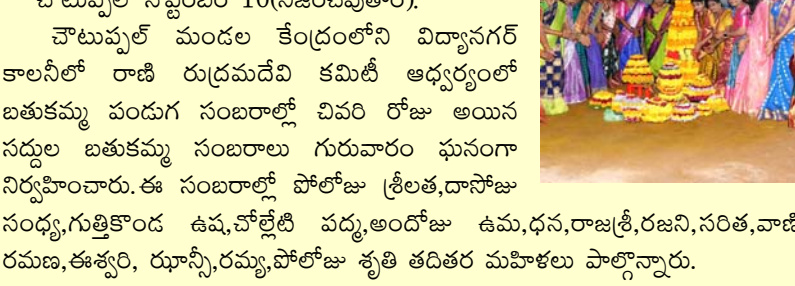 చౌటుప్పల్ మండల కేంద్రంలోని విద్యానగర్
కాలనీలో రాణి రుద్రమదేవి కమిటీ ఆధ్వర్యంలో
బతుకమ్మ పండుగ సంబరాల్లో చివరి రోజు అయిన
సద్దుల బతుకమ్మ సంబరాలు గురువారం ఘనంగా
నిర్వహించారు.ఈ సంబరాల్లో పోలోజు శ్రీలత,దాసోజు
సంధ్య,గుత్తికొండ ఉష,చోల్లేటి పద్మ,అందోజు ఉమ,ధన,రాజశ్రీ,రజని,సరిత,వాణి
రమణ,ఈశ్వరి, ఝాన్సీ,రమ్య,పోలోజు శృతి తదితర మహిళలు పాల్గొన్నారు.